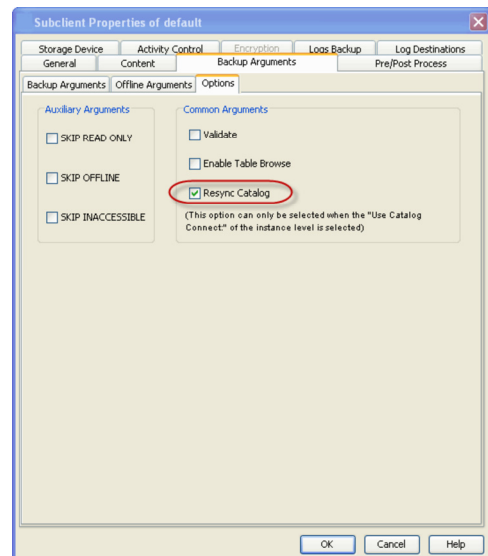 Subclient Properties of default
Storage Device Activity Control Encryption Logs Backup Log Destinations
General Content Backup Arguments Pre/Post Process
Backup Arguments Offline Arguments Options
Auxiliary Arguments Common Arguments
SKIP READ ONLY Validate
Enable Table Browse
SKIP OFFLINE
Resync Catalog
SKIP INACCESSIBLE (This option can only be selected when the "Use Catalog
Connect:" of the instance level is selected)
OK Cancel Help